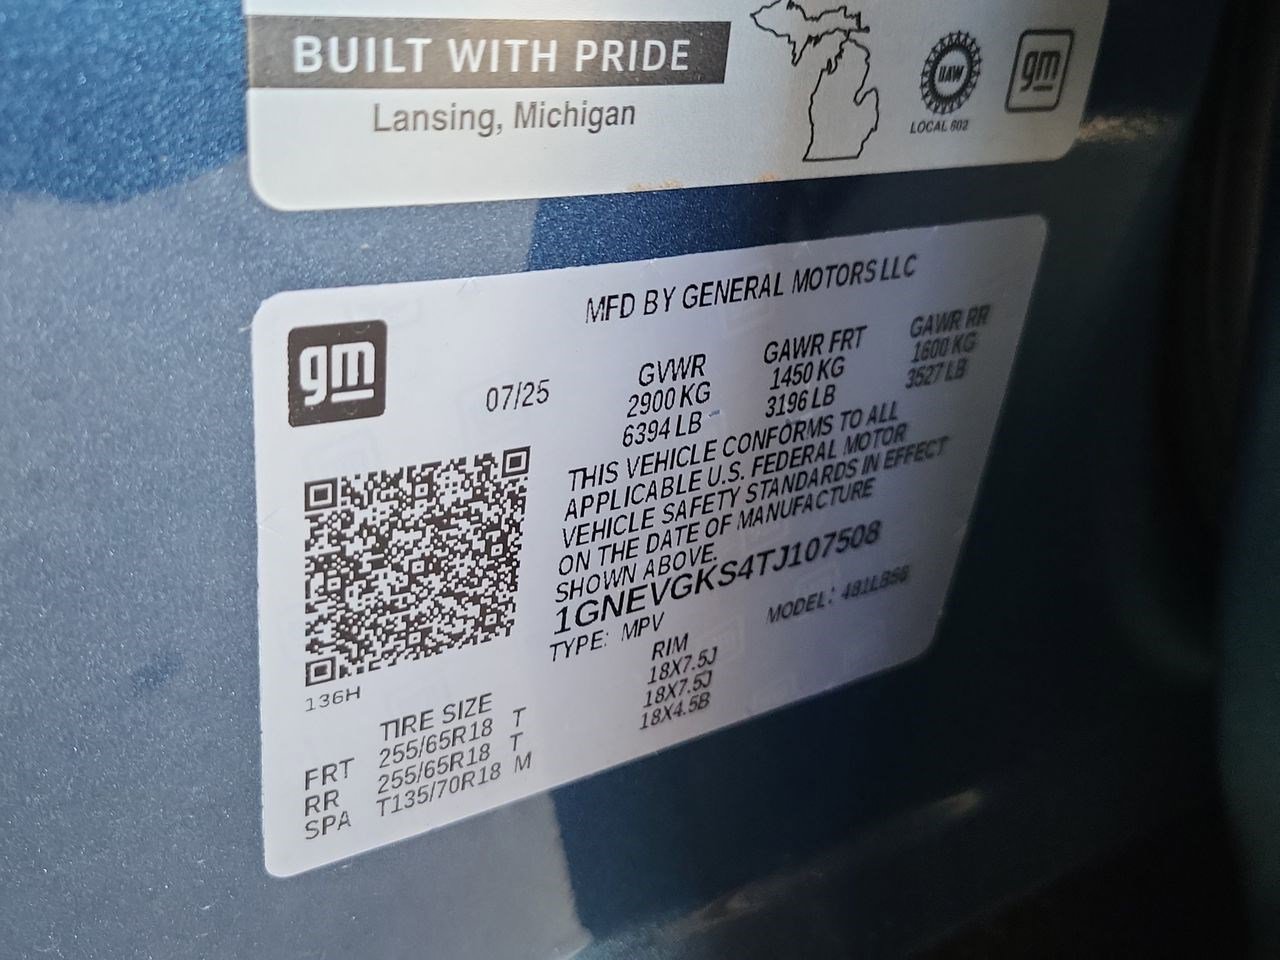 BUILT WITH PRIDE
Lansing, Michigan
UAW
LOCAL 602
gm
MFD BY GENERAL MOTORS LLC
gm
07/25
GVWR GAWR FRT GAWR RR
2900 KG 1450 KG 1600 KG
6394 LB 3196 LB 3527 LB
THIS VEHICLE CONFORMS TO ALL
APPLICABLE U.S. FEDERAL MOTOR
VEHICLE SAFETY STANDARDS IN EFFECT
ON THE DATE OF MANUFACTURE
SHOWN ABOVE.
1GNEVGKS4TJ107508
TYPE: MPV MODEL:
136H
TIRE SIZE RIM
FRT 255/65R18 T 18X7.5J
RR 255/65R18 T 18X7.5J
SPA T135/70R18 M 18X4.5B